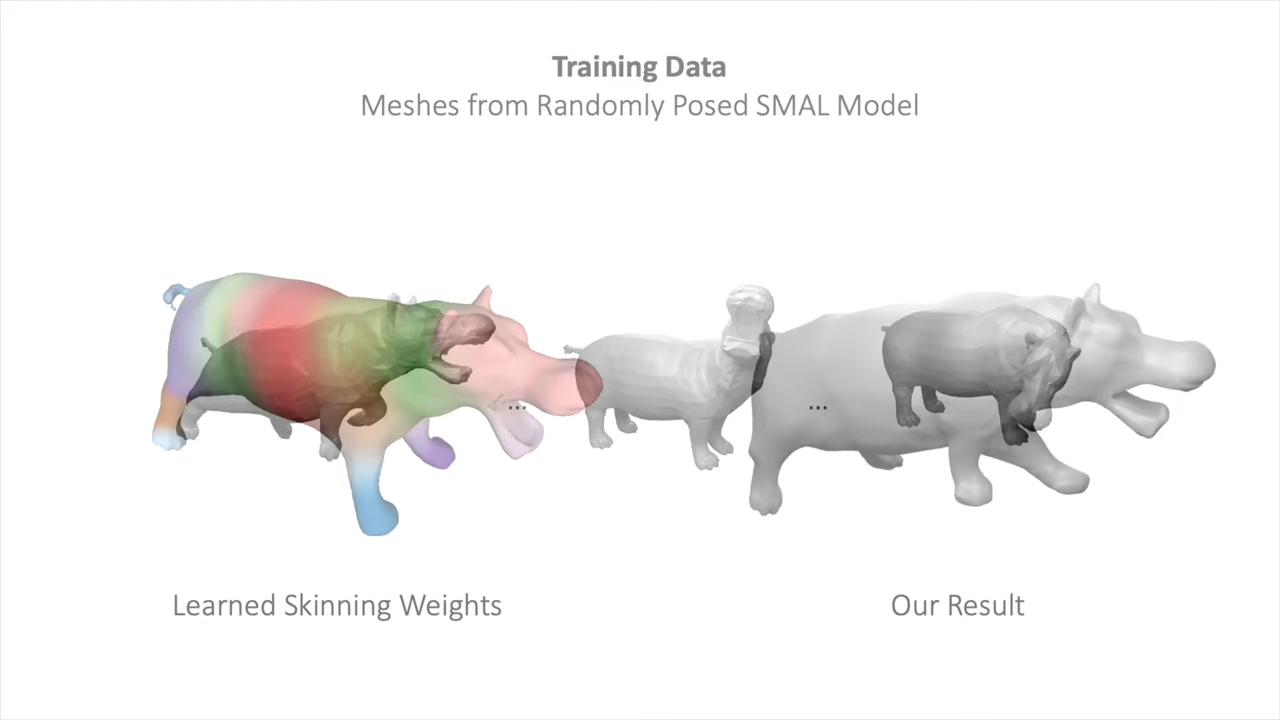 Training Data
Meshes from Randomly Posed SMAL Model
... ...
Learned Skinning Weights
Our Result